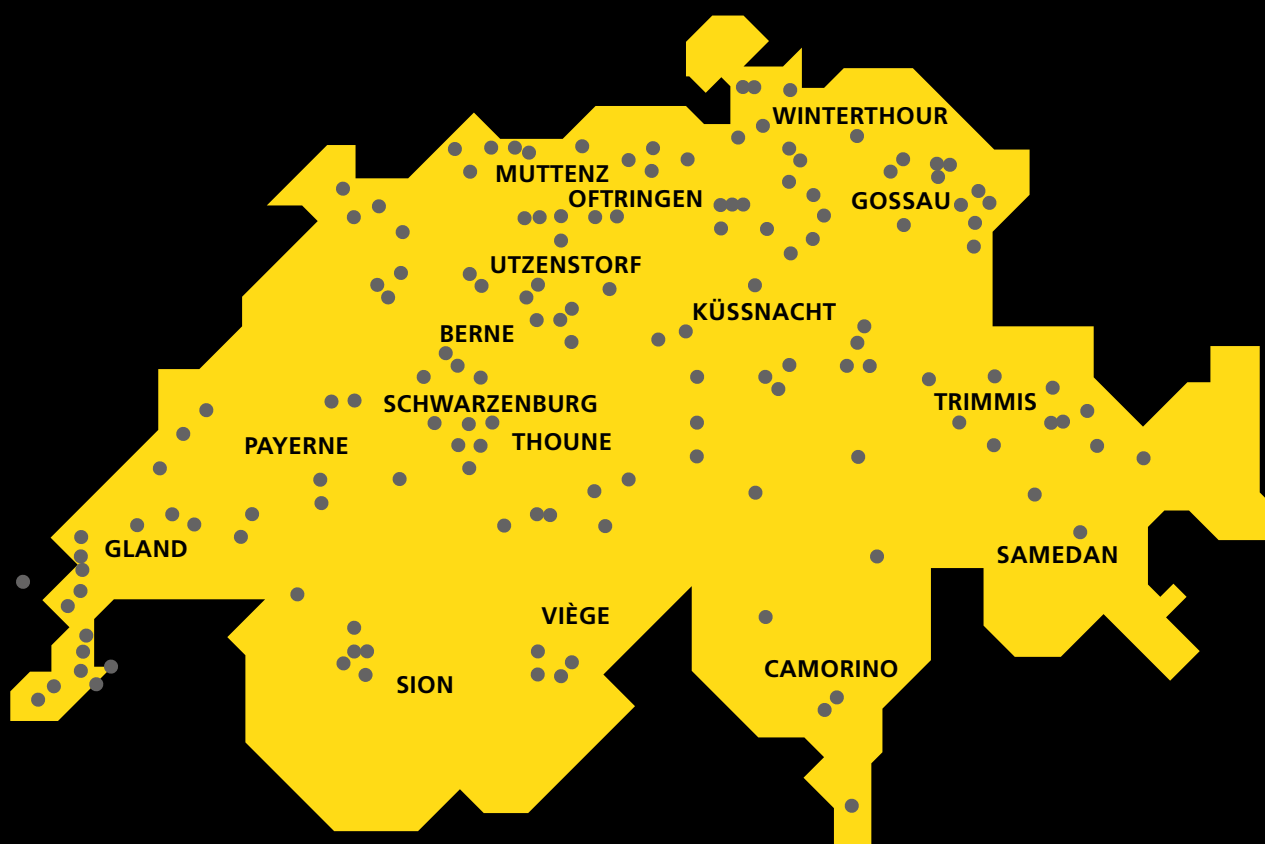 WINTERTHOUR
MUTTENZ
OFTRINGEN
GOSSAU
UTZENSTORF
KÜSSNACHT
BERNE
SCHWARZENBURG
TRIMMIS
PAYERNE
THOUNE
GLAND
SAMEDAN
VIÈGE
CAMORINO
SION